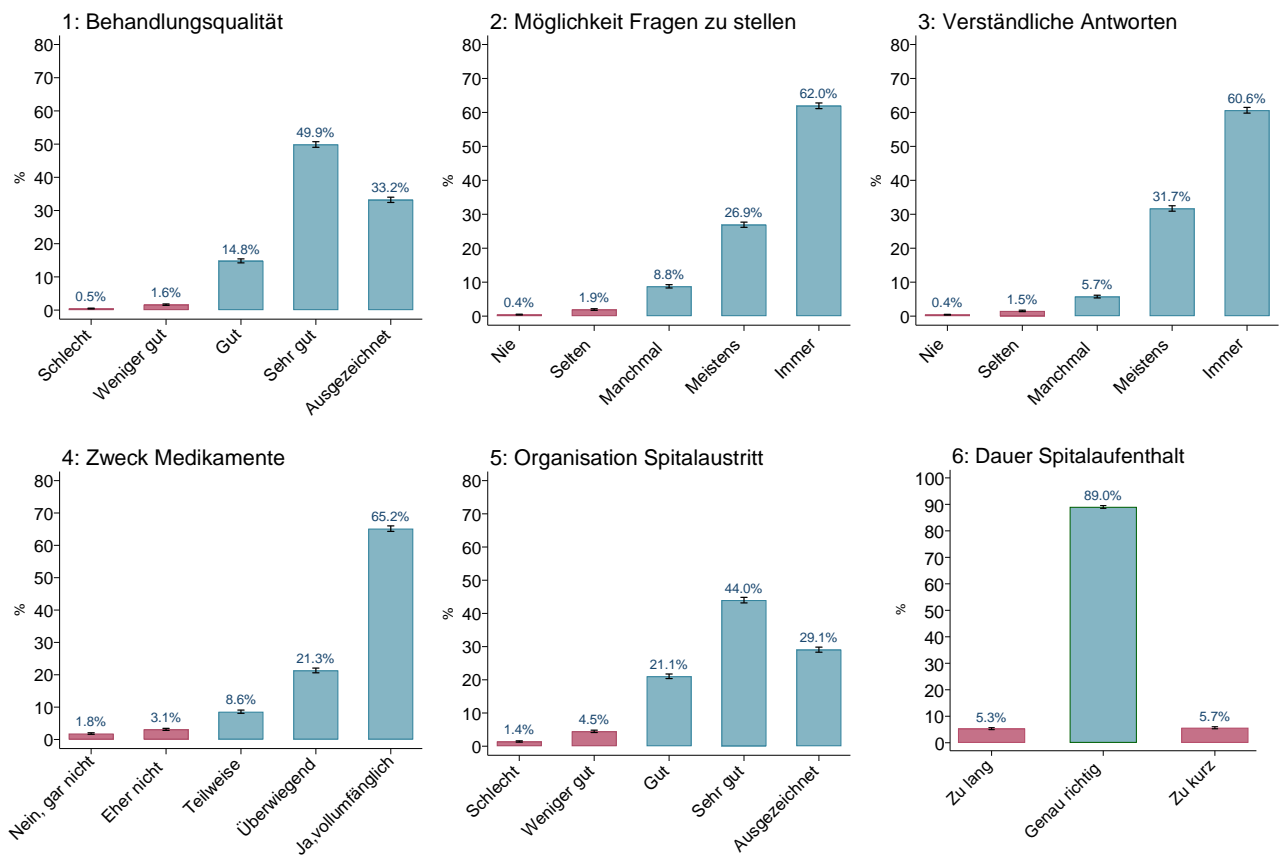 1: Behandlungsqualität
80
70
60
50
40
30
20
10
0
%
0.5%
1.6%
14.8%
49.9%
33.2%
Schlecht
Weniger gut
Gut
Sehr gut
Ausgezeichnet
2: Möglichkeit Fragen zu stellen
80
70
60
50
40
30
20
10
0
%
0.4%
1.9%
8.8%
26.9%
62.0%
Nie
Selten
Manchmal
Meistens
Immer
3: Verständliche Antworten
80
70
60
50
40
30
20
10
0
%
0.4%
1.5%
5.7%
31.7%
60.6%
Nie
Selten
Manchmal
Meistens
Immer
4: Zweck Medikamente
80
70
60
50
40
30
20
10
0
%
1.8%
3.1%
8.6%
21.3%
65.2%
Nein, gar nicht
Eher nicht
Teilweise
Überwiegend
Ja,vollumfänglich
5: Organisation Spitalaustritt
80
70
60
50
40
30
20
10
0
%
1.4%
4.5%
21.1%
44.0%
29.1%
Schlecht
Weniger gut
Gut
Sehr gut
Ausgezeichnet
6: Dauer Spitalaufenthalt
100
90
80
70
60
50
40
30
20
10
0
%
5.3%
89.0%
5.7%
Zu lang
Genau richtig
Zu kurz